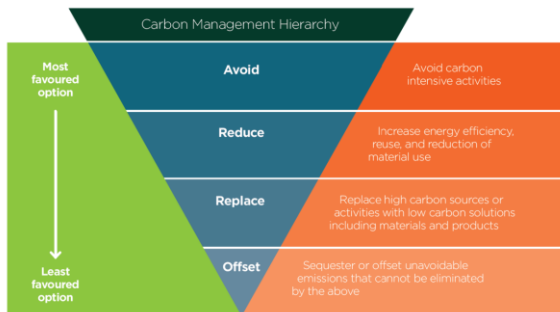 Carbon Management Hierarchy
Most
favoured
option
Avoid
Avoid carbon
intensive activities
Reduce
Increase energy efficiency,
reuse, and reduction of
material use
Replace
Replace high carbon sources or
activities with low carbon solutions
including materials and products
Least
favoured
option
Offset
Sequester or offset unavoidable
emissions that cannot be eliminated
by the above